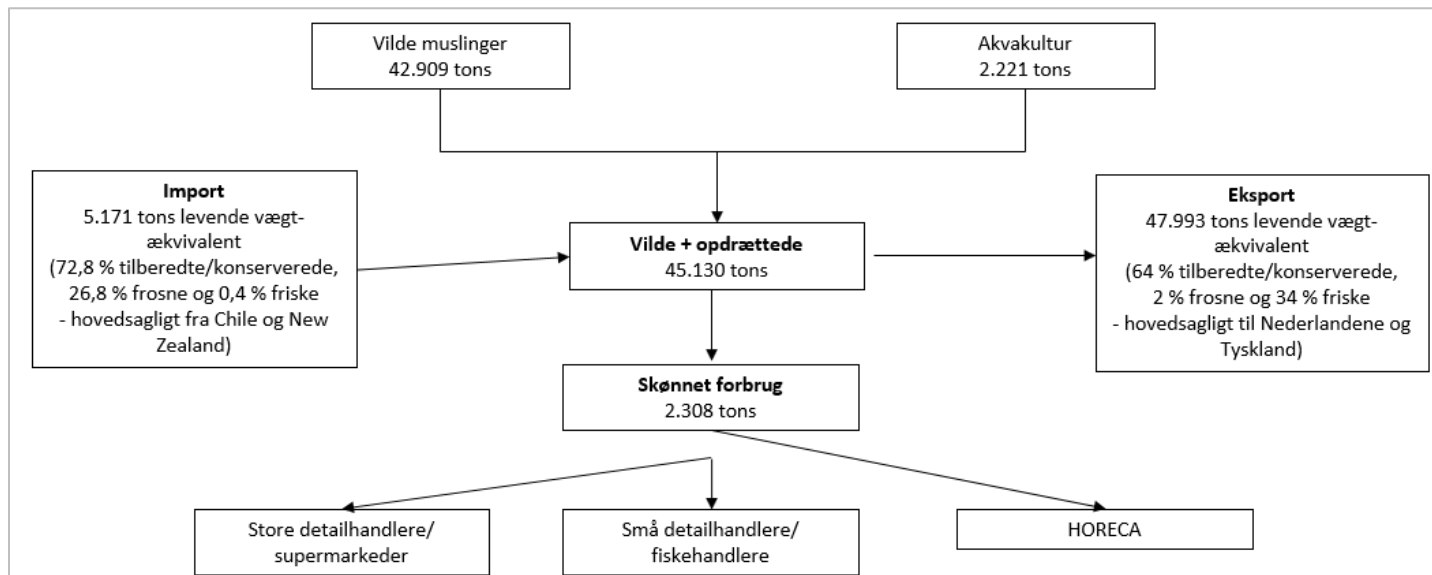 Vilde muslinger
42.909 tons
Akvakultur
2.221 tons
Import
5.171 tons levende vægt-
ækvivalent
(72,8 % tilberedte/konserverede,
26,8 % frosne og 0,4 % friske
- hovedsagligt fra Chile og New
Zealand)
Vilde + opdrættede
45.130 tons
Eksport
47.993 tons levende vægt-
ækvivalent
(64 % tilberedte/konserverede,
2 % frosne og 34 % friske
- hovedsagligt til Nederlandene og
Tyskland)
Skønnet forbrug
2.308 tons
Store detailhandlere/
supermarkeder
Små detailhandlere/
fiskehandlere
HORECA